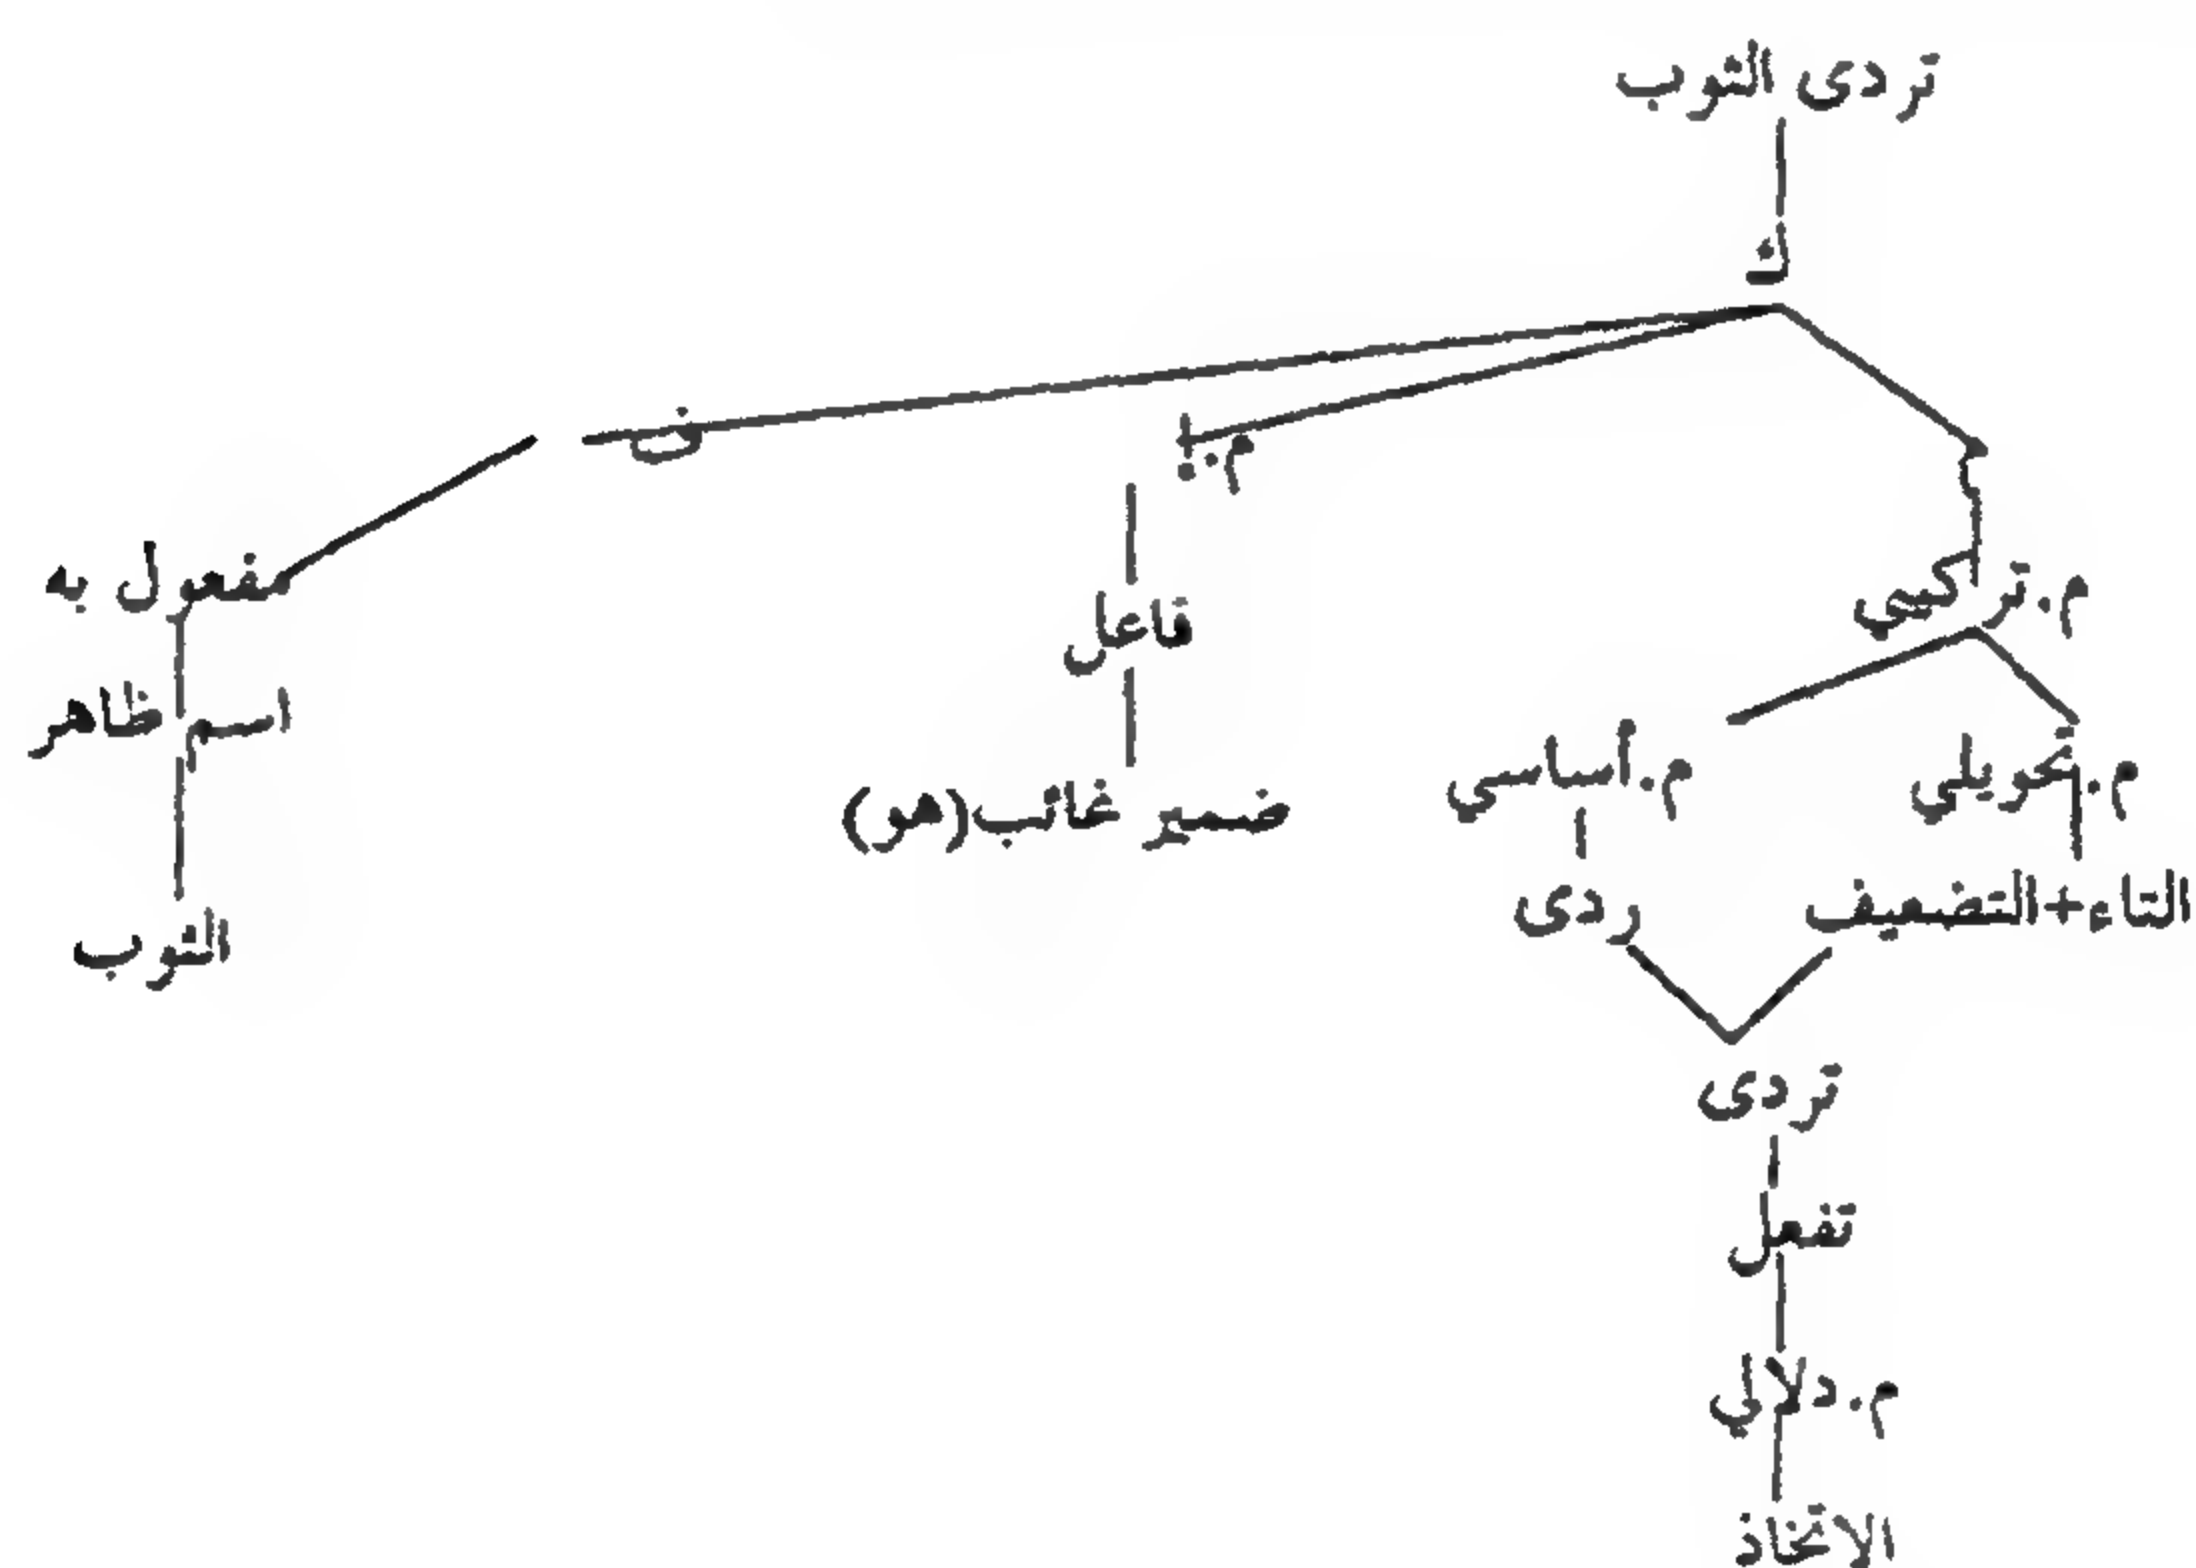 تردى الثوب
ك
م
م.إ
ف
م.تركيبي
فاعل
مفعول به
م.تحويلي
م.أساسي
ضمير غائب(هو)
اسم ظاهر
التاء+التضعيف
ردى
الثوب
تردى
تفعل
م.دلالي
الاتخاذ